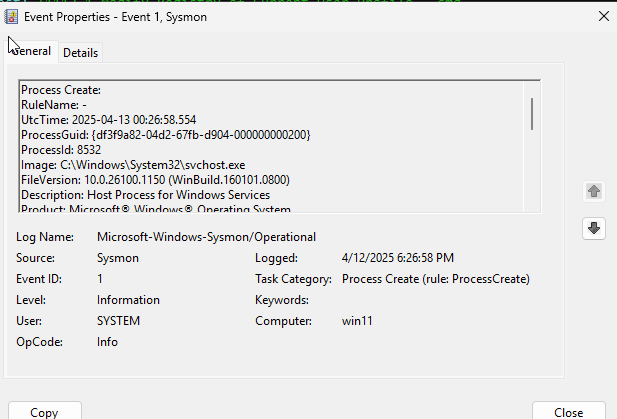 Event Properties - Event 1, Sysmon
General Details
Process Create:
RuleName: -
UtcTime: 2025-04-13 00:26:58.554
ProcessGuid: {df3f9a82-04d2-67fb-d904-000000000200}
ProcessId: 8532
Image: C:\Windows\System32\svchost.exe
FileVersion: 10.0.26100.1150 (WinBuild.160101.0800)
Description: Host Process for Windows Services
Product: Microsoft® Windows® Operating System
Log Name: Microsoft-Windows-Sysmon/Operational
Source: Sysmon Logged: 4/12/2025 6:26:58 PM
Event ID: 1 Task Category: Process Create (rule: ProcessCreate)
Level: Information Keywords:
User: SYSTEM Computer: win11
OpCode: Info
Copy Close